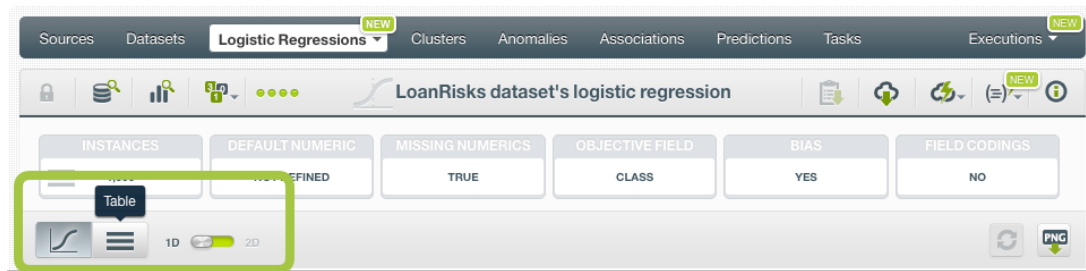 NEW
NEW
Sources Datasets Logistic Regressions Clusters Anomalies Associations Predictions Tasks Executions
LoanRisks dataset's logistic regression
NEW
INSTANCES DEFAULT NUMERIC MISSING NUMERICS OBJECTIVE FIELD BIAS FIELD CODINGS
DEFINED TRUE CLASS YES NO
Table
1D 2D PNG